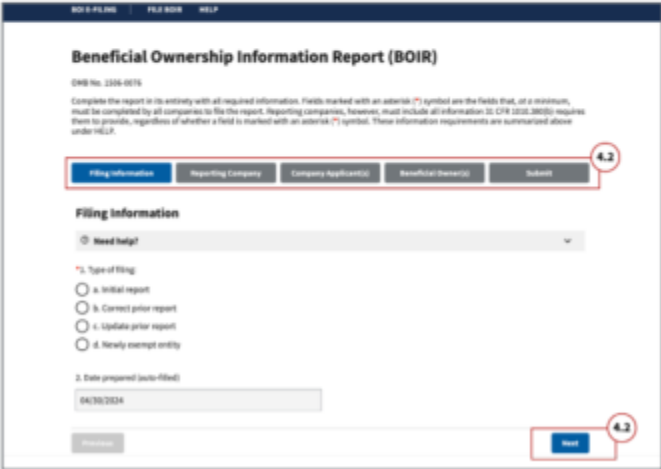 BOI E-FILING | FILE BOIR HELP
Beneficial Ownership Information Report (BOIR)
OMB No. 1506-0076
Complete the report in its entirety with all required information. Fields marked with an asterisk (*) symbol are the fields that, at a minimum,
must be completed by all companies to file the report. Reporting companies, however, must include all information 31 CFR 1010.380(b) requires
them to provide, regardless of whether a field is marked with an asterisk (*) symbol. These information requirements are summarized above
under HELP.
4.2
Filing Information Reporting Company Company Applicant(s) Beneficial Owner(s) Submit
Filing Information
Need help?
*1. Type of filing:
a. Initial report
b. Correct prior report
c. Update prior report
d. Newly exempt entity
2. Date prepared (auto-filled)
04/30/2024
4.2
Previous Next